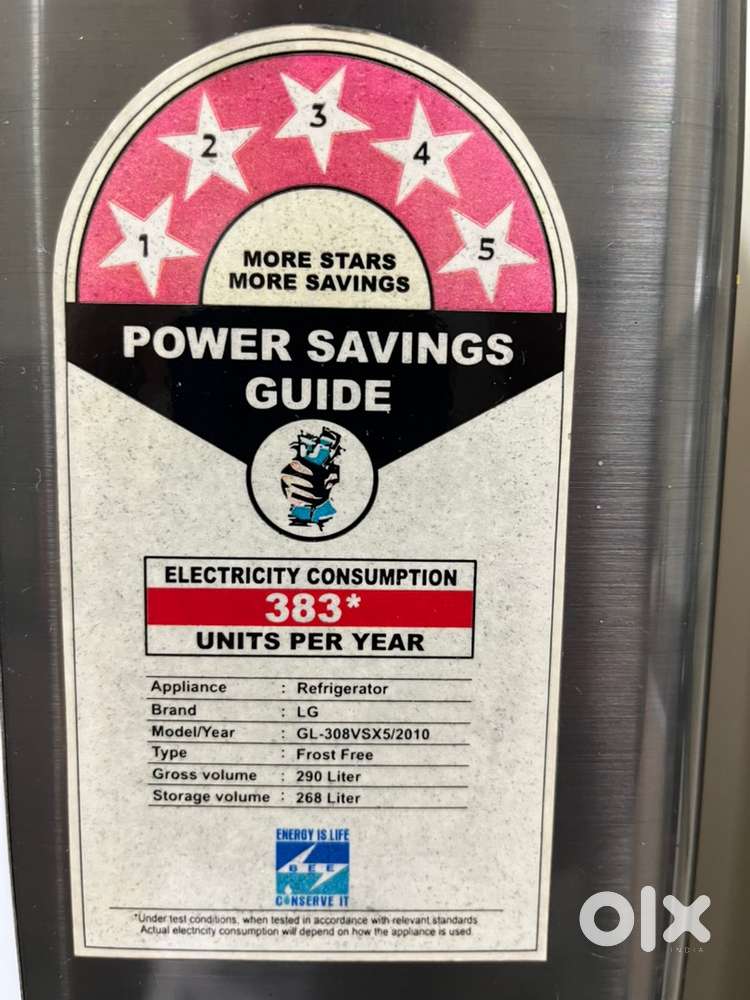 1
2
3
4
5
MORE STARS
MORE SAVINGS
POWER SAVINGS
GUIDE
ELECTRICITY CONSUMPTION
383*
UNITS PER YEAR
Appliance : Refrigerator
Brand : LG
Model/Year : GL-308VSX5/2010
Type : Frost Free
Gross volume : 290 Liter
Storage volume : 268 Liter
ENERGY IS LIFE
BEE
CONSERVE IT
*Under test conditions, when tested in accordance with relevant standards
Actual electricity consumption will depend on how the appliance is used
olx
INDIA